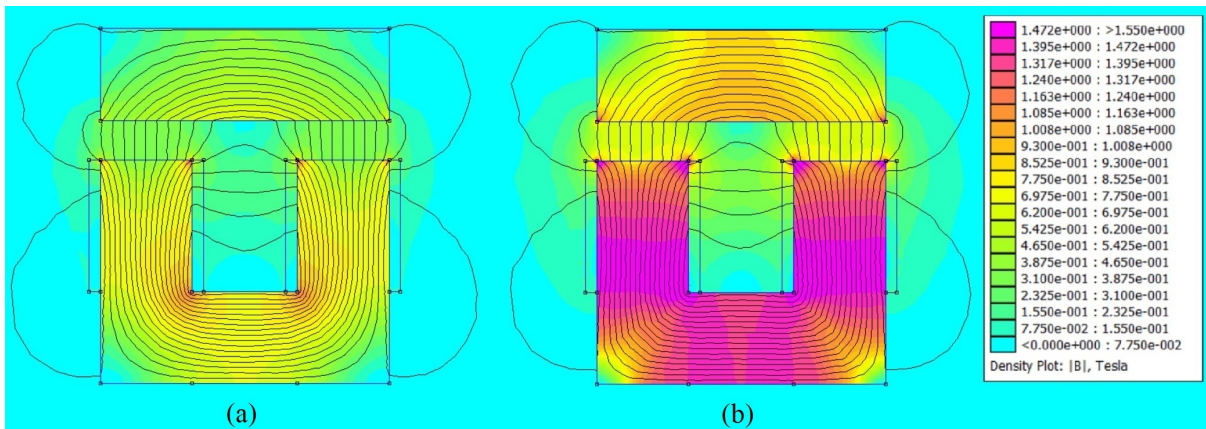 1.472e+000 : >1.550e+000
1.395e+000 : 1.472e+000
1.317e+000 : 1.395e+000
1.240e+000 : 1.317e+000
1.163e+000 : 1.240e+000
1.085e+000 : 1.163e+000
1.008e+000 : 1.085e+000
9.300e-001 : 1.008e+000
8.525e-001 : 9.300e-001
7.750e-001 : 8.525e-001
6.975e-001 : 7.750e-001
6.200e-001 : 6.975e-001
5.425e-001 : 6.200e-001
4.650e-001 : 5.425e-001
3.875e-001 : 4.650e-001
3.100e-001 : 3.875e-001
2.325e-001 : 3.100e-001
1.550e-001 : 2.325e-001
7.750e-002 : 1.550e-001
<0.000e+000 : 7.750e-002
Density Plot: |B|, Tesla
(a)
(b)